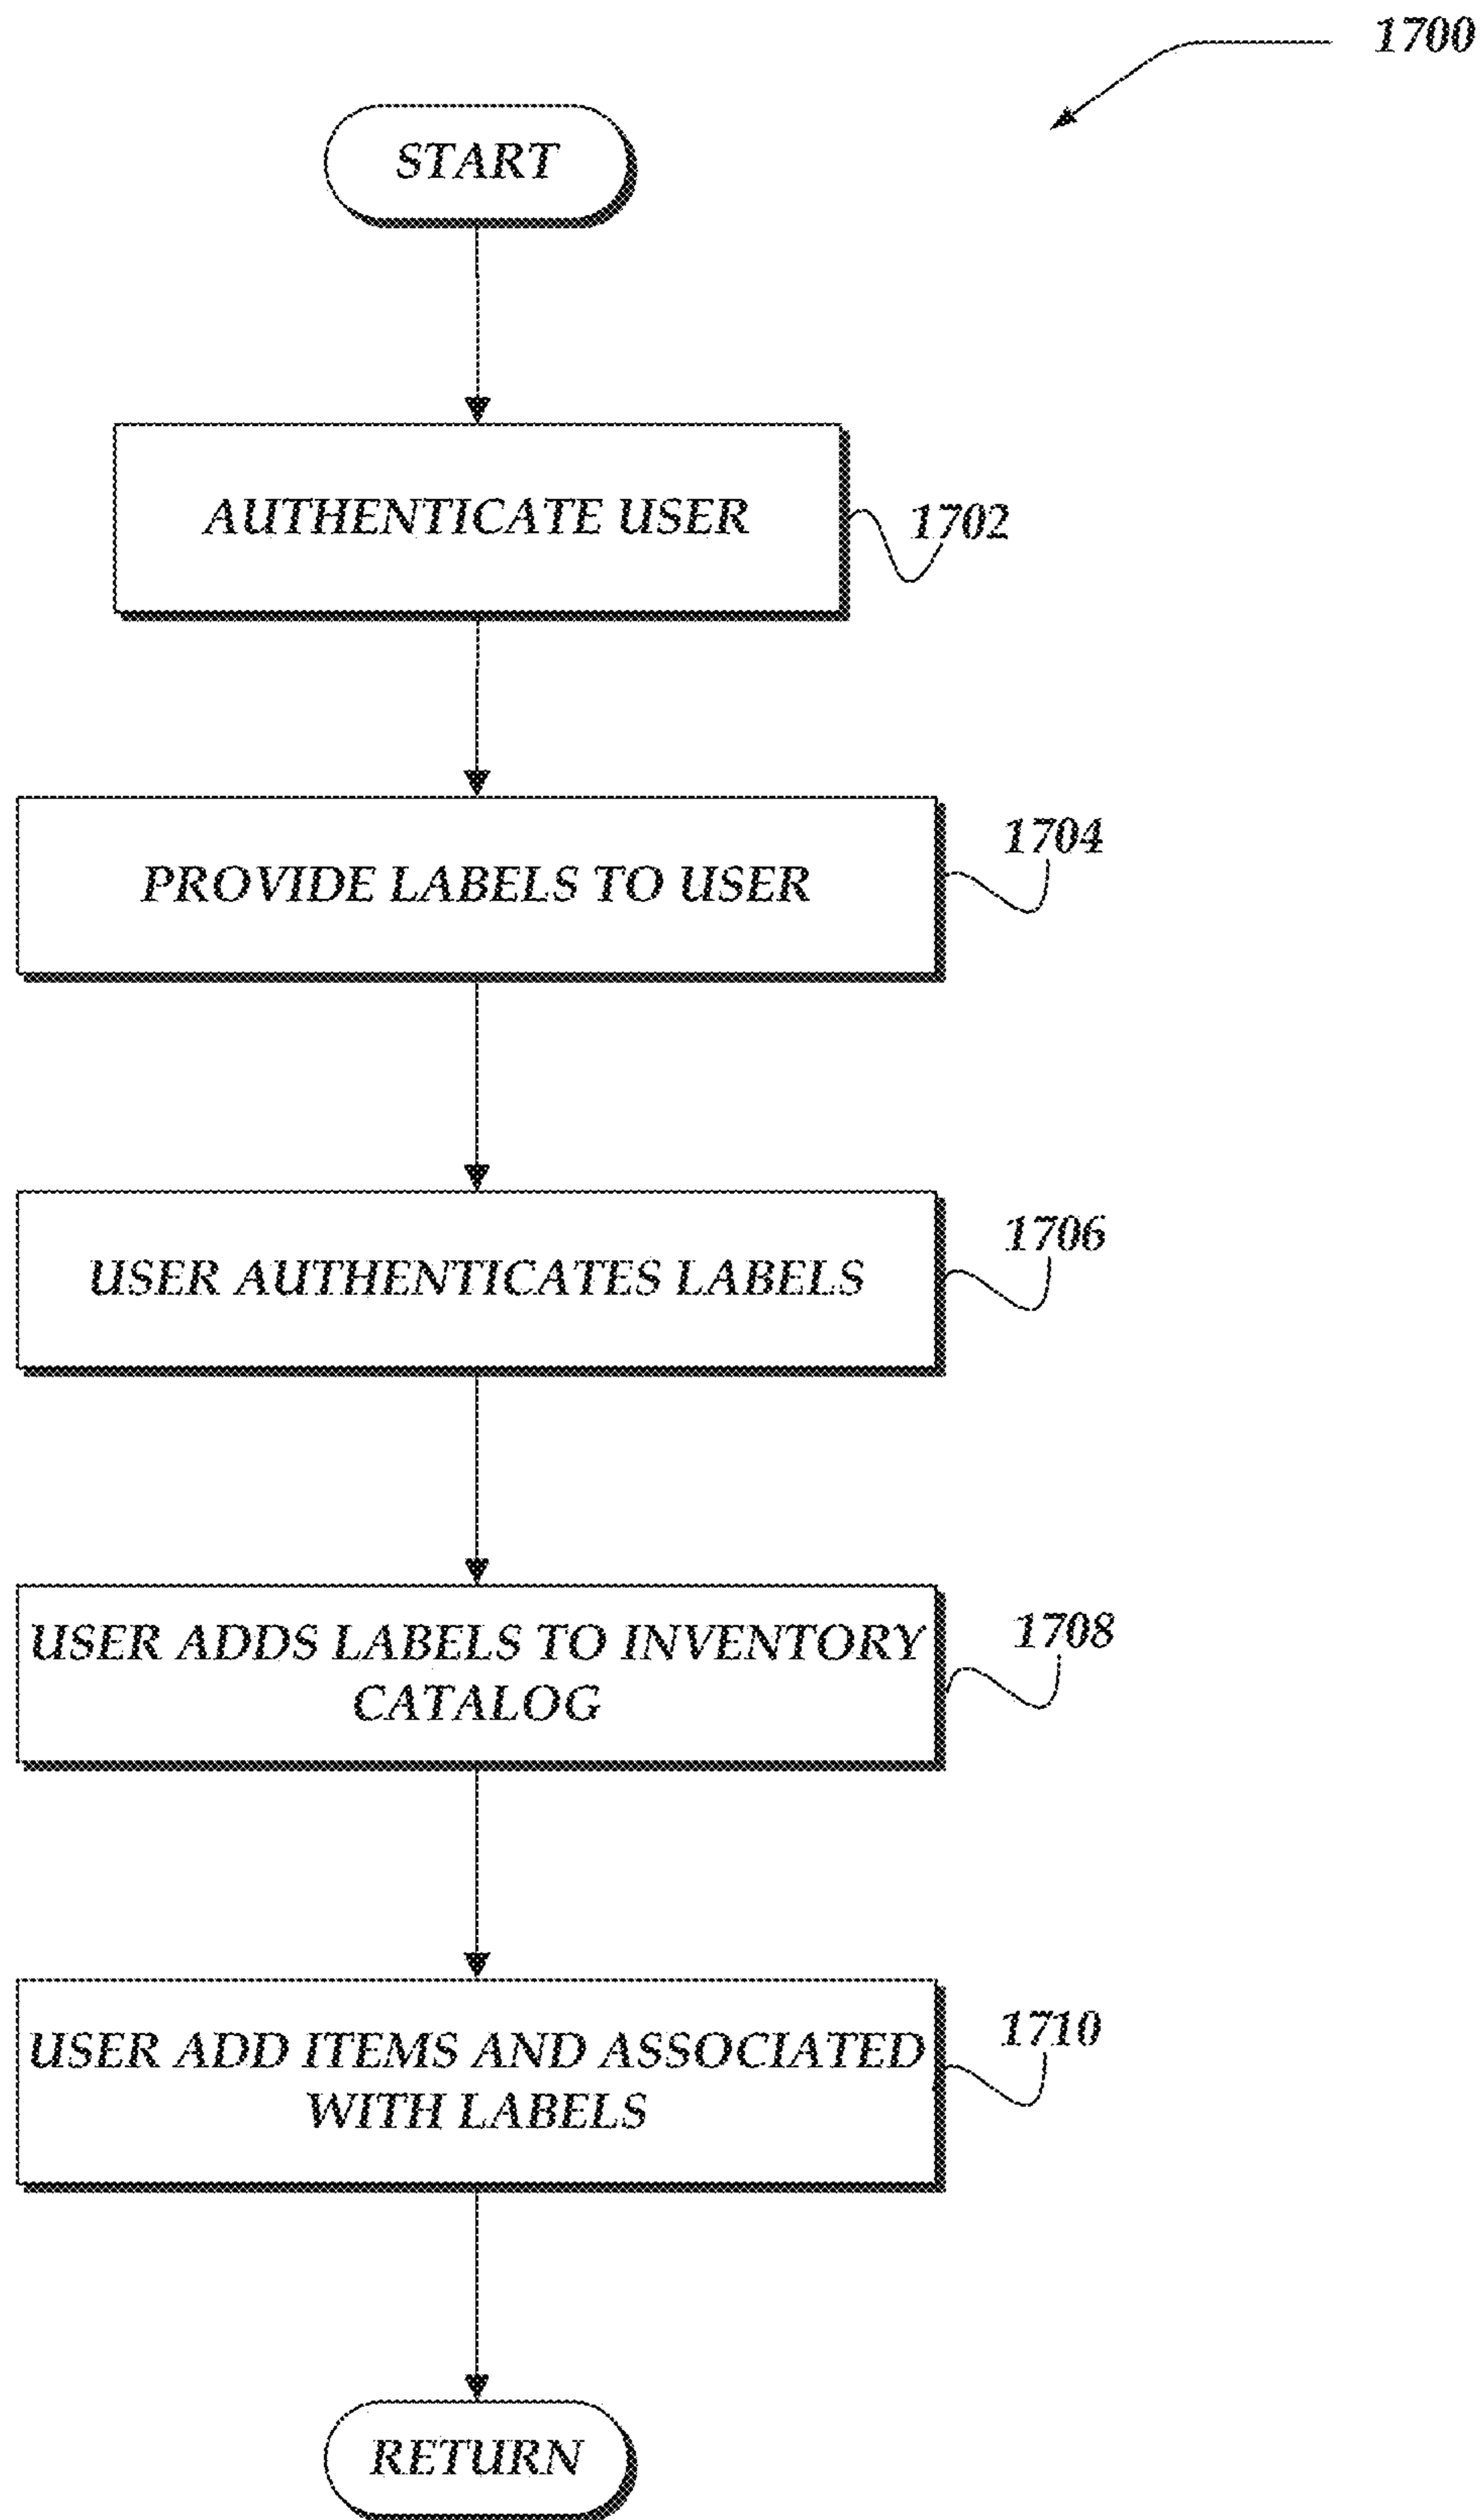 1700
START
AUTHENTICATE USER
1702
PROVIDE LABELS TO USER
1704
USER AUTHENTICATES LABELS
1706
USER ADDS LABELS TO INVENTORY
CATALOG
1708
USER ADD ITEMS AND ASSOCIATED
WITH LABELS
1710
RETURN